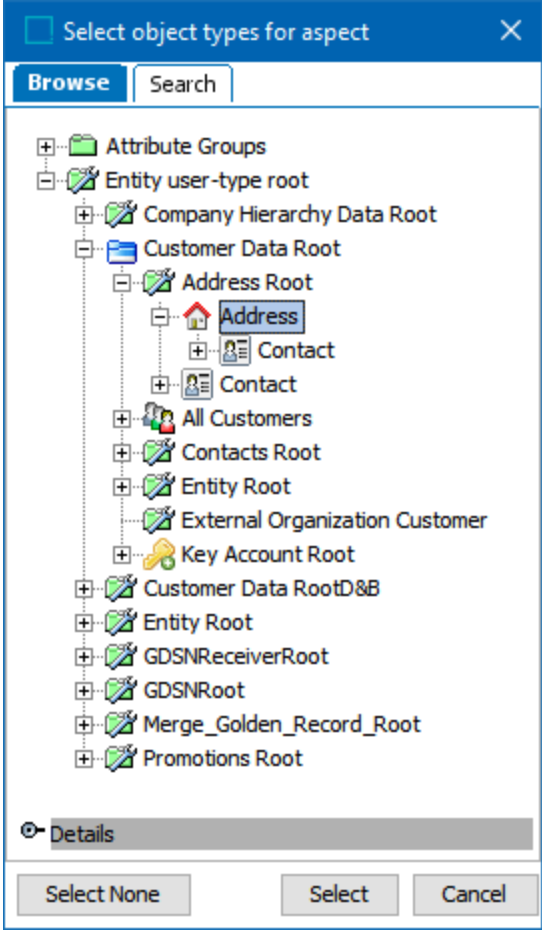 Select object types for aspect
Browse Search
Attribute Groups
Entity user-type root
Company Hierarchy Data Root
Customer Data Root
Address Root
Address
Contact
Contact
All Customers
Contacts Root
Entity Root
External Organization Customer
Key Account Root
Customer Data RootD&B
Entity Root
GDSNReceiverRoot
GDSNRoot
Merge_Golden_Record_Root
Promotions Root
Details
Select None Select Cancel